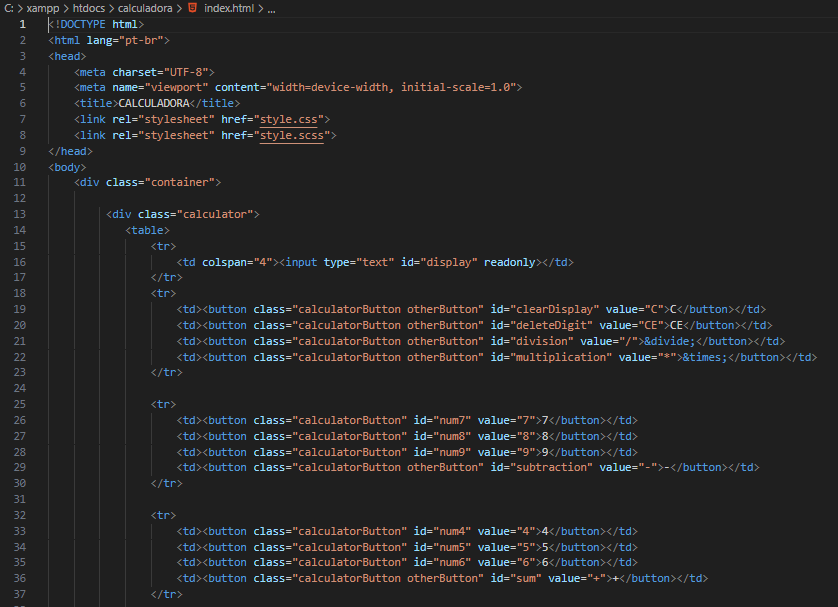 C: > xampp > htdocs > calculadora > index.html > ...
1 <!DOCTYPE html>
2 <html lang="pt-br">
3 <head>
4 <meta charset="UTF-8">
5 <meta name="viewport" content="width=device-width, initial-scale=1.0">
6 <title>CALCULADORA</title>
7 <link rel="stylesheet" href="style.css">
8 <link rel="stylesheet" href="style.scss">
9 </head>
10 <body>
11 <div class="container">
12
13 <div class="calculator">
14 <table>
15 <tr>
16 <td colspan="4"><input type="text" id="display" readonly></td>
17 </tr>
18 <tr>
19 <td><button class="calculatorButton otherButton" id="clearDisplay" value="C">C</button></td>
20 <td><button class="calculatorButton otherButton" id="deleteDigit" value="CE">CE</button></td>
21 <td><button class="calculatorButton otherButton" id="division" value="/">&divide;</button></td>
22 <td><button class="calculatorButton otherButton" id="multiplication" value="*">&times;</button></td>
23 </tr>
24
25 <tr>
26 <td><button class="calculatorButton" id="num7" value="7">7</button></td>
27 <td><button class="calculatorButton" id="num8" value="8">8</button></td>
28 <td><button class="calculatorButton" id="num9" value="9">9</button></td>
29 <td><button class="calculatorButton otherButton" id="subtraction" value="-">-</button></td>
30 </tr>
31
32 <tr>
33 <td><button class="calculatorButton" id="num4" value="4">4</button></td>
34 <td><button class="calculatorButton" id="num5" value="5">5</button></td>
35 <td><button class="calculatorButton" id="num6" value="6">6</button></td>
36 <td><button class="calculatorButton otherButton" id="sum" value="+">+</button></td>
37 </tr>